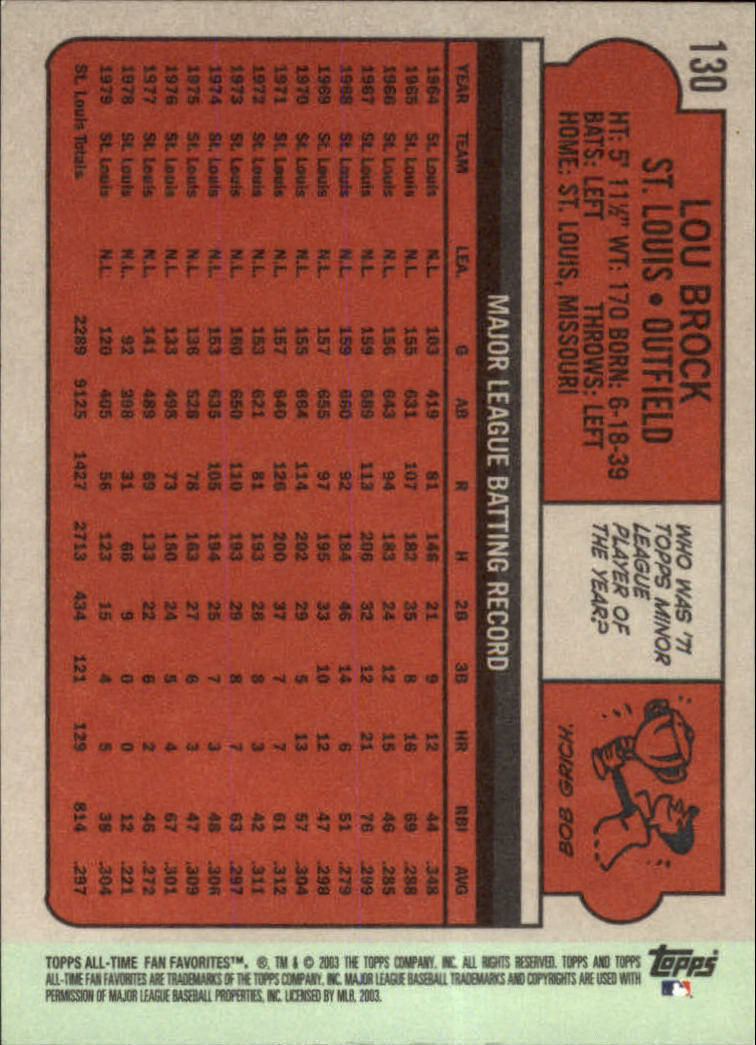 130
LOU BROCK
ST. LOUIS • OUTFIELD
HT: 5' 11½" WT: 170 BORN: 6-18-39
BATS: LEFT THROWS: LEFT
HOME: ST. LOUIS, MISSOURI
WHO WAS '71
TOPPS MINOR
LEAGUE
PLAYER OF
THE YEAR?
BOB GRICH.
MAJOR LEAGUE BATTING RECORD
YEAR TEAM LEA. G AB R H 2B 3B HR RBI AVG
1964 St. Louis N.L. 103 419 81 146 21 9 12 44 .348
1965 St. Louis N.L. 155 631 107 182 35 8 16 69 .288
1966 St. Louis N.L. 156 643 94 183 24 12 15 46 .285
1967 St. Louis N.L. 159 689 113 206 32 12 21 76 .299
1968 St. Louis N.L. 159 660 92 184 46 14 6 51 .279
1969 St. Louis N.L. 157 655 97 195 33 10 12 47 .298
1970 St. Louis N.L. 155 664 114 202 29 5 13 57 .304
1971 St. Louis N.L. 157 640 126 200 37 7 7 61 .312
1972 St. Louis N.L. 153 621 81 193 26 8 3 42 .311
1973 St. Louis N.L. 160 650 110 193 29 8 7 63 .297
1974 St. Louis N.L. 153 635 105 194 25 7 3 48 .306
1975 St. Louis N.L. 136 528 78 163 27 6 3 47 .309
1976 St. Louis N.L. 133 498 73 150 24 5 4 67 .301
1977 St. Louis N.L. 141 489 69 133 22 6 2 46 .272
1978 St. Louis N.L. 92 298 31 66 9 0 0 12 .221
1979 St. Louis N.L. 120 405 56 123 15 4 5 38 .304
St. Louis Totals 2289 9125 1427 2713 434 121 129 814 .297
TOPPS ALL-TIME FAN FAVORITES™. ®, TM & © 2003 THE TOPPS COMPANY, INC. ALL RIGHTS RESERVED. TOPPS AND TOPPS
ALL-TIME FAN FAVORITES ARE TRADEMARKS OF THE TOPPS COMPANY, INC. MAJOR LEAGUE BASEBALL TRADEMARKS AND COPYRIGHTS ARE USED WITH
PERMISSION OF MAJOR LEAGUE BASEBALL PROPERTIES, INC. LICENSED BY MLB, 2003.
Topps